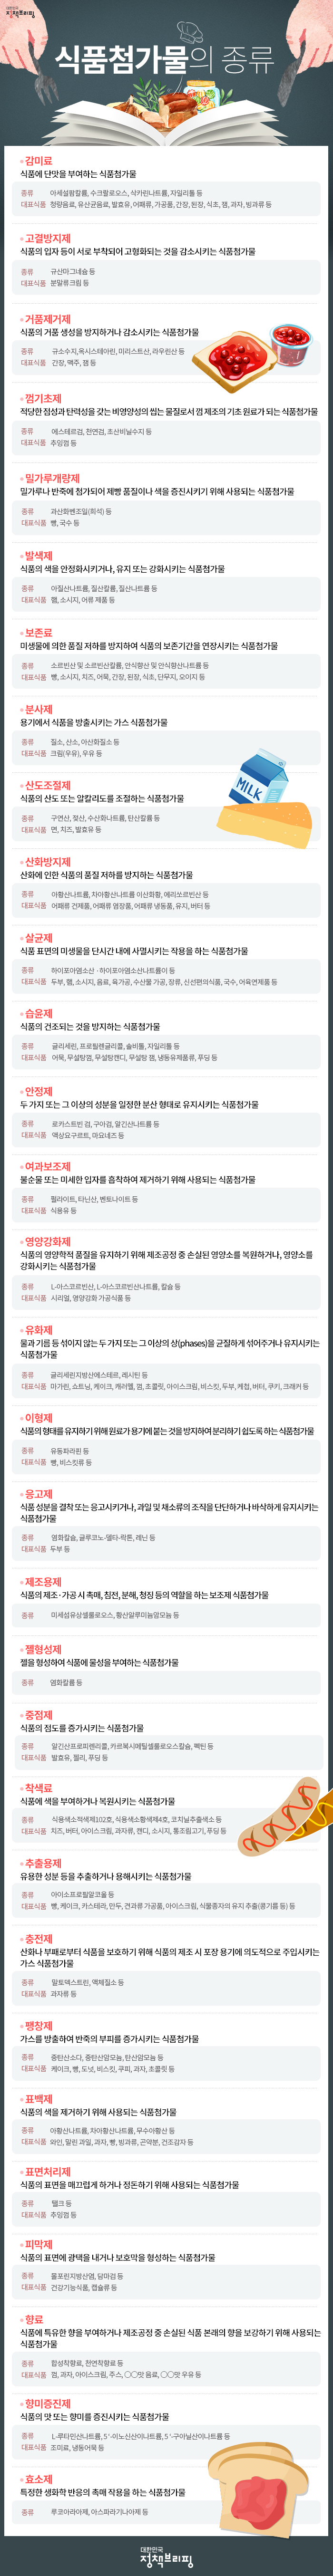 대한민국
정책브리핑
식품첨가물의 종류
MILK
감미료
식품에 단맛을 부여하는 식품첨가물
종류 아세설팜칼륨, 수크랄로오스, 삭카린나트륨, 자일리톨 등
대표식품 청량음료, 유산균음료, 발효유, 어패류, 가공품, 간장, 된장, 식초, 잼, 과자, 빙과류 등
고결방지제
식품의 입자 등이 서로 부착되어 고형화되는 것을 감소시키는 식품첨가물
종류 규산마그네슘 등
대표식품 분말류크림 등
거품제거제
식품의 거품 생성을 방지하거나 감소시키는 식품첨가물
종류 규소수지, 옥시스테아린, 미리스트산, 라우린산 등
대표식품 간장, 맥주, 잼 등
껌기초제
적당한 점성과 탄력성을 갖는 비영양성의 씹는 물질로서 껌 제조의 기초 원료가 되는 식품첨가물
종류 에스테르검, 천연검, 초산비닐수지 등
대표식품 추잉껌 등
밀가루개량제
밀가루나 반죽에 첨가되어 제빵 품질이나 색을 증진시키기 위해 사용되는 식품첨가물
종류 과산화벤조일(희석) 등
대표식품 빵, 국수 등
발색제
식품의 색을 안정화시키거나, 유지 또는 강화시키는 식품첨가물
종류 아질산나트륨, 질산칼륨, 질산나트륨 등
대표식품 햄, 소시지, 어류 제품 등
보존료
미생물에 의한 품질 저하를 방지하여 식품의 보존기간을 연장시키는 식품첨가물
종류 소르빈산 및 소르빈산칼륨, 안식향산 및 안식향산나트륨 등
대표식품 빵, 소시지, 치즈, 어묵, 간장, 된장, 식초, 단무지, 오이지 등
분사제
용기에서 식품을 방출시키는 가스 식품첨가물
종류 질소, 산소, 아산화질소 등
대표식품 크림(우유), 우유 등
산도조절제
식품의 산도 또는 알칼리도를 조절하는 식품첨가물
종류 구연산, 젖산, 수산화나트륨, 탄산칼륨 등
대표식품 면, 치즈, 발효유 등
산화방지제
산화에 인한 식품의 품질 저하를 방지하는 식품첨가물
종류 아황산나트륨, 차아황산나트륨 이산화황, 에리쏘르빈산 등
대표식품 어패류 건제품, 어패류 염장품, 어패류 냉동품, 유지, 버터 등
살균제
식품 표면의 미생물을 단시간 내에 사멸시키는 작용을 하는 식품첨가물
종류 하이포아염소산 · 하이포아염소산나트륨이 등
대표식품 두부, 햄, 소시지, 음료, 육가공, 수산물 가공, 장류, 신선편의식품, 국수, 어육연제품 등
습윤제
식품의 건조되는 것을 방지하는 식품첨가물
종류 글리세린, 프로필렌글리콜, 솔비톨, 자일리톨 등
대표식품 어묵, 무설탕껌, 무설탕캔디, 무설탕 잼, 냉동유제품류, 푸딩 등
안정제
두 가지 또는 그 이상의 성분을 일정한 분산 형태로 유지시키는 식품첨가물
종류 로커스트빈 검, 구아검, 알긴산나트륨 등
대표식품 액상요구르트, 마요네즈 등
여과보조제
불순물 또는 미세한 입자를 흡착하여 제거하기 위해 사용되는 식품첨가물
종류 펄라이트, 타닌산, 벤토나이트 등
대표식품 식용유 등
영양강화제
식품의 영양학적 품질을 유지하기 위해 제조공정 중 손실된 영양소를 복원하거나, 영양소를
강화시키는 식품첨가물
종류 L-아스코르빈산, L-아스코르빈산나트륨, 칼슘 등
대표식품 시리얼, 영양강화 가공식품 등
유화제
물과 기름 등 섞이지 않는 두 가지 또는 그 이상의 상(phases)을 균질하게 섞어주거나 유지시키는
식품첨가물
종류 글리세린지방산에스테르, 레시틴 등
대표식품 마가린, 쇼트닝, 케이크, 캐러멜, 껌, 초콜릿, 아이스크림, 비스킷, 두부, 케첩, 버터, 쿠키, 크래커 등
이형제
식품의 형태를 유지하기 위해 원료가 용기에 붙는 것을 방지하여 분리하기 쉽도록 하는 식품첨가물
종류 유동파라핀 등
대표식품 빵, 비스킷류 등
응고제
식품 성분을 결착 또는 응고시키거나, 과일 및 채소류의 조직을 단단하거나 바삭하게 유지시키는
식품첨가물
종류 염화칼슘, 글루코노-델타-락톤, 레닌 등
대표식품 두부 등
제조용제
식품의 제조·가공 시 촉매, 침전, 분해, 청징 등의 역할을 하는 보조제 식품첨가물
종류 미세섬유상셀룰로오스, 황산알루미늄암모늄 등
젤형성제
젤을 형성하여 식품에 물성을 부여하는 식품첨가물
종류 염화칼륨 등
증점제
식품의 점도를 증가시키는 식품첨가물
종류 알긴산프로피렌리콜, 카르복시메틸셀룰로오스칼슘, 펙틴 등
대표식품 발효유, 젤리, 푸딩 등
착색료
식품에 색을 부여하거나 복원시키는 식품첨가물
종류 식용색소적색제102호, 식용색소황색제4호, 코치닐추출색소 등
대표식품 치즈, 버터, 아이스크림, 과자류, 캔디, 소시지, 통조림고기, 푸딩 등
추출용제
유용한 성분 등을 추출하거나 용해시키는 식품첨가물
종류 아이소프로필알코올 등
대표식품 빵, 케이크, 카스테라, 만두, 견과류 가공품, 아이스크림, 식물종자의 유지 추출(콩기름 등) 등
충전제
산화나 부패로부터 식품을 보호하기 위해 식품의 제조 시 포장 용기에 의도적으로 주입시키는
가스 식품첨가물
종류 말토덱스트린, 액체질소 등
대표식품 과자류 등
팽창제
가스를 방출하여 반죽의 부피를 증가시키는 식품첨가물
종류 중탄산소다, 중탄산암모늄, 탄산암모늄 등
대표식품 케이크, 빵, 도넛, 비스킷, 쿠피, 과자, 초콜릿 등
표백제
식품의 색을 제거하기 위해 사용되는 식품첨가물
종류 아황산나트륨, 차아황산나트륨, 무수아황산 등
대표식품 와인, 말린 과일, 과자, 빵, 빙과류, 곤약분, 건조감자 등
표면처리제
식품의 표면을 매끄럽게 하거나 정돈하기 위해 사용되는 식품첨가물
종류 탤크 등
대표식품 추잉껌 등
피막제
식품의 표면에 광택을 내거나 보호막을 형성하는 식품첨가물
종류 몰포린지방산염, 담마검 등
대표식품 건강기능식품, 캡슐류 등
향료
식품에 특유한 향을 부여하거나 제조공정 중 손실된 식품 본래의 향을 보강하기 위해 사용되는
식품첨가물
종류 합성착향료, 천연착향료 등
대표식품 껌, 과자, 아이스크림, 주스, ○○맛 음료, ○○맛 우유 등
향미증진제
식품의 맛 또는 향미를 증진시키는 식품첨가물
종류 L-루타민산나트륨, 5'-이노신산이나트륨, 5'-구아닐산이나트륨 등
대표식품 조미료, 냉동어묵 등
효소제
특정한 생화학 반응의 촉매 작용을 하는 식품첨가물
종류 루코아라아제, 아스파라기나아제 등
대한민국
정책브리핑